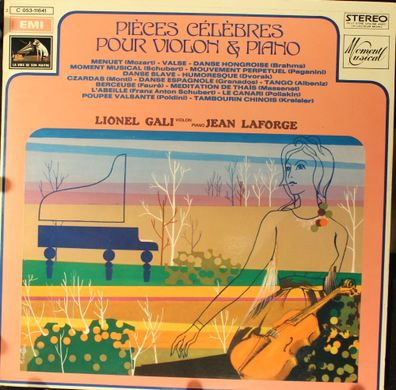 C 053-11641
STEREO
EMI
LA VOIX DE SON MAITRE
PIÈCES CÉLÈBRES
POUR VIOLON & PIANO
Moment
Musical
MENUET (Mozart) - VALSE - DANSE HONGROISE (Brahms)
MOMENT MUSICAL (Schubert) - MOUVEMENT PERPETUEL (Paganini)
DANSE SLAVE - HUMORESQUE (Dvorak)
CZARDAS (Monti) - DANSE ESPAGNOLE (Granados) - TANGO (Albeniz)
BERCEUSE (Fauré) - MEDITATION DE THAÏS (Massenet)
L'ABEILLE (Franz Anton Schubert) - LE CANARI (Poliakin)
POUPEE VALSANTE (Poldini) - TAMBOURIN CHINOIS (Kreisler)
LIONEL GALI VIOLON PIANO JEAN LAFORGE